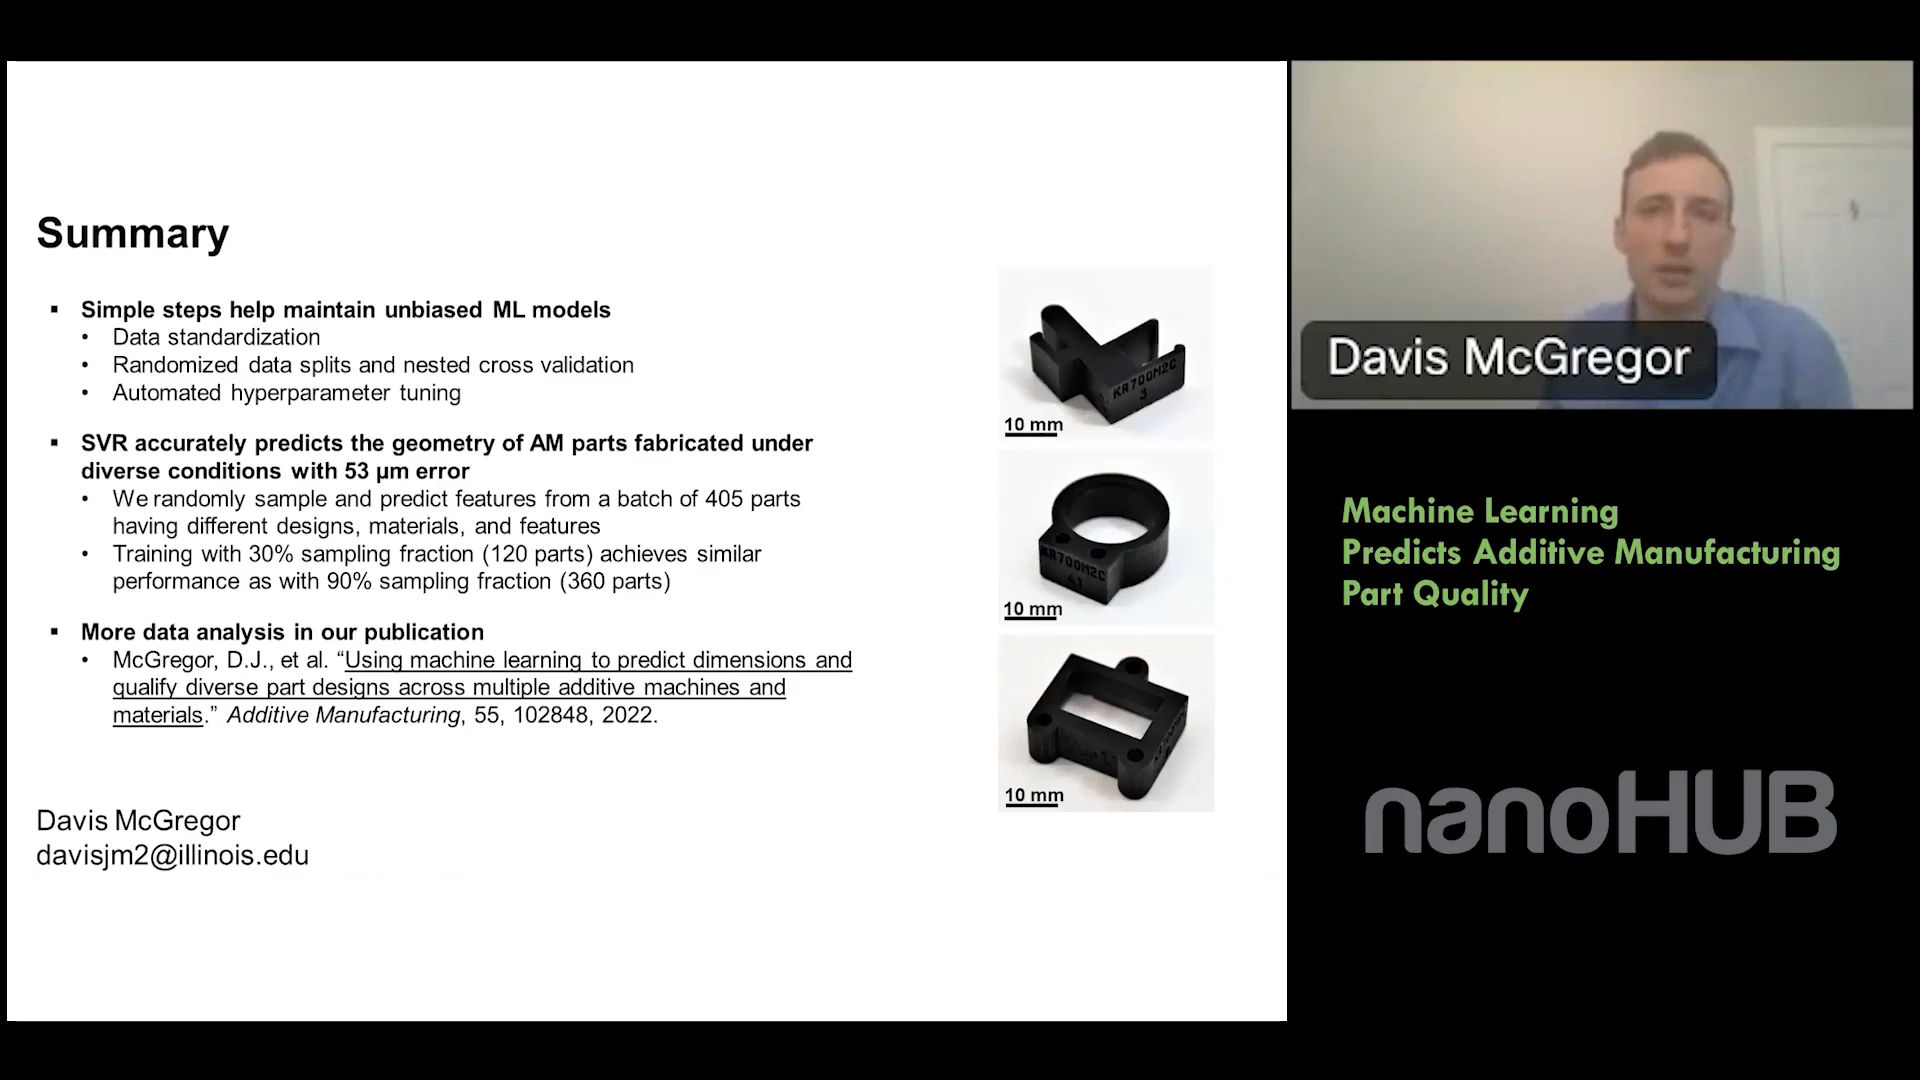 Summary
▪ Simple steps help maintain unbiased ML models
• Data standardization
• Randomized data splits and nested cross validation
• Automated hyperparameter tuning
▪ SVR accurately predicts the geometry of AM parts fabricated under
diverse conditions with 53 µm error
• We randomly sample and predict features from a batch of 405 parts
having different designs, materials, and features
• Training with 30% sampling fraction (120 parts) achieves similar
performance as with 90% sampling fraction (360 parts)
▪ More data analysis in our publication
• McGregor, D.J., et al. “Using machine learning to predict dimensions and
qualify diverse part designs across multiple additive machines and
materials.” Additive Manufacturing, 55, 102848, 2022.
Davis McGregor
davisjm2@illinois.edu
KR700M2C
3
10 mm
KR700M2C
41
10 mm
10 mm
Davis McGregor
Machine Learning
Predicts Additive Manufacturing
Part Quality
nanoHUB